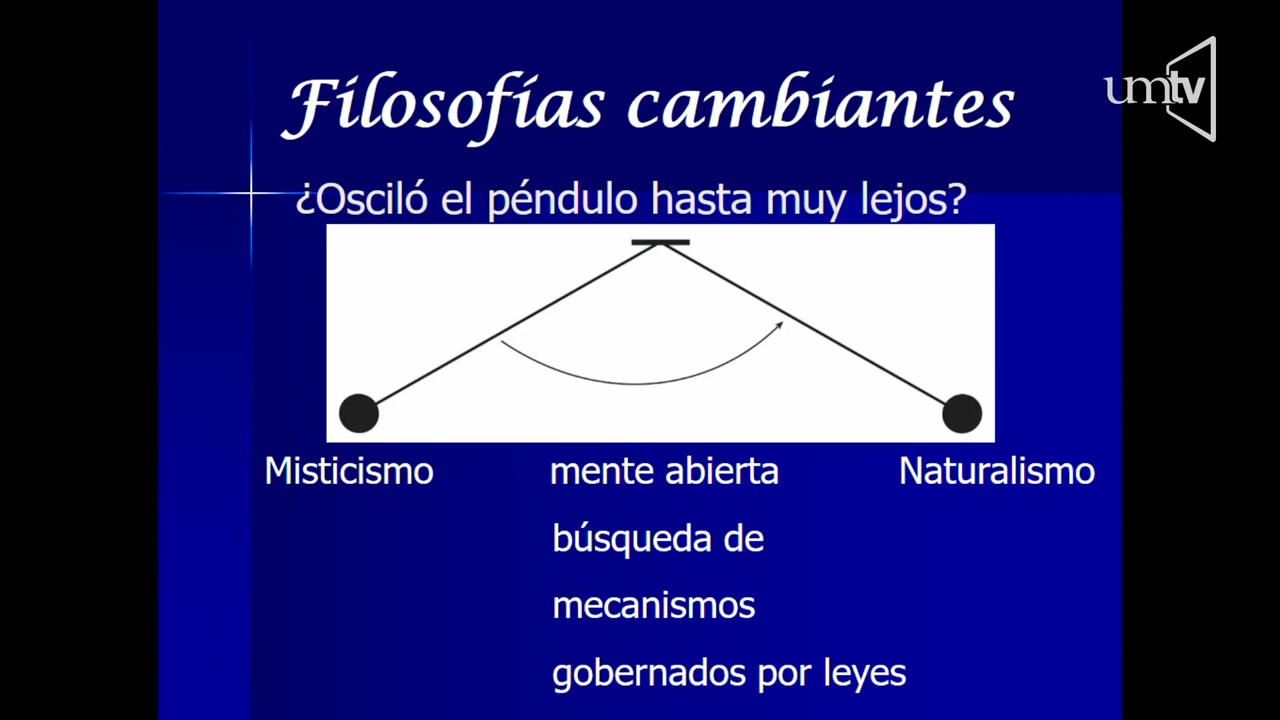 Filosofías cambiantes
umtv
¿Osciló el péndulo hasta muy lejos?
Misticismo mente abierta Naturalismo
búsqueda de
mecanismos
gobernados por leyes